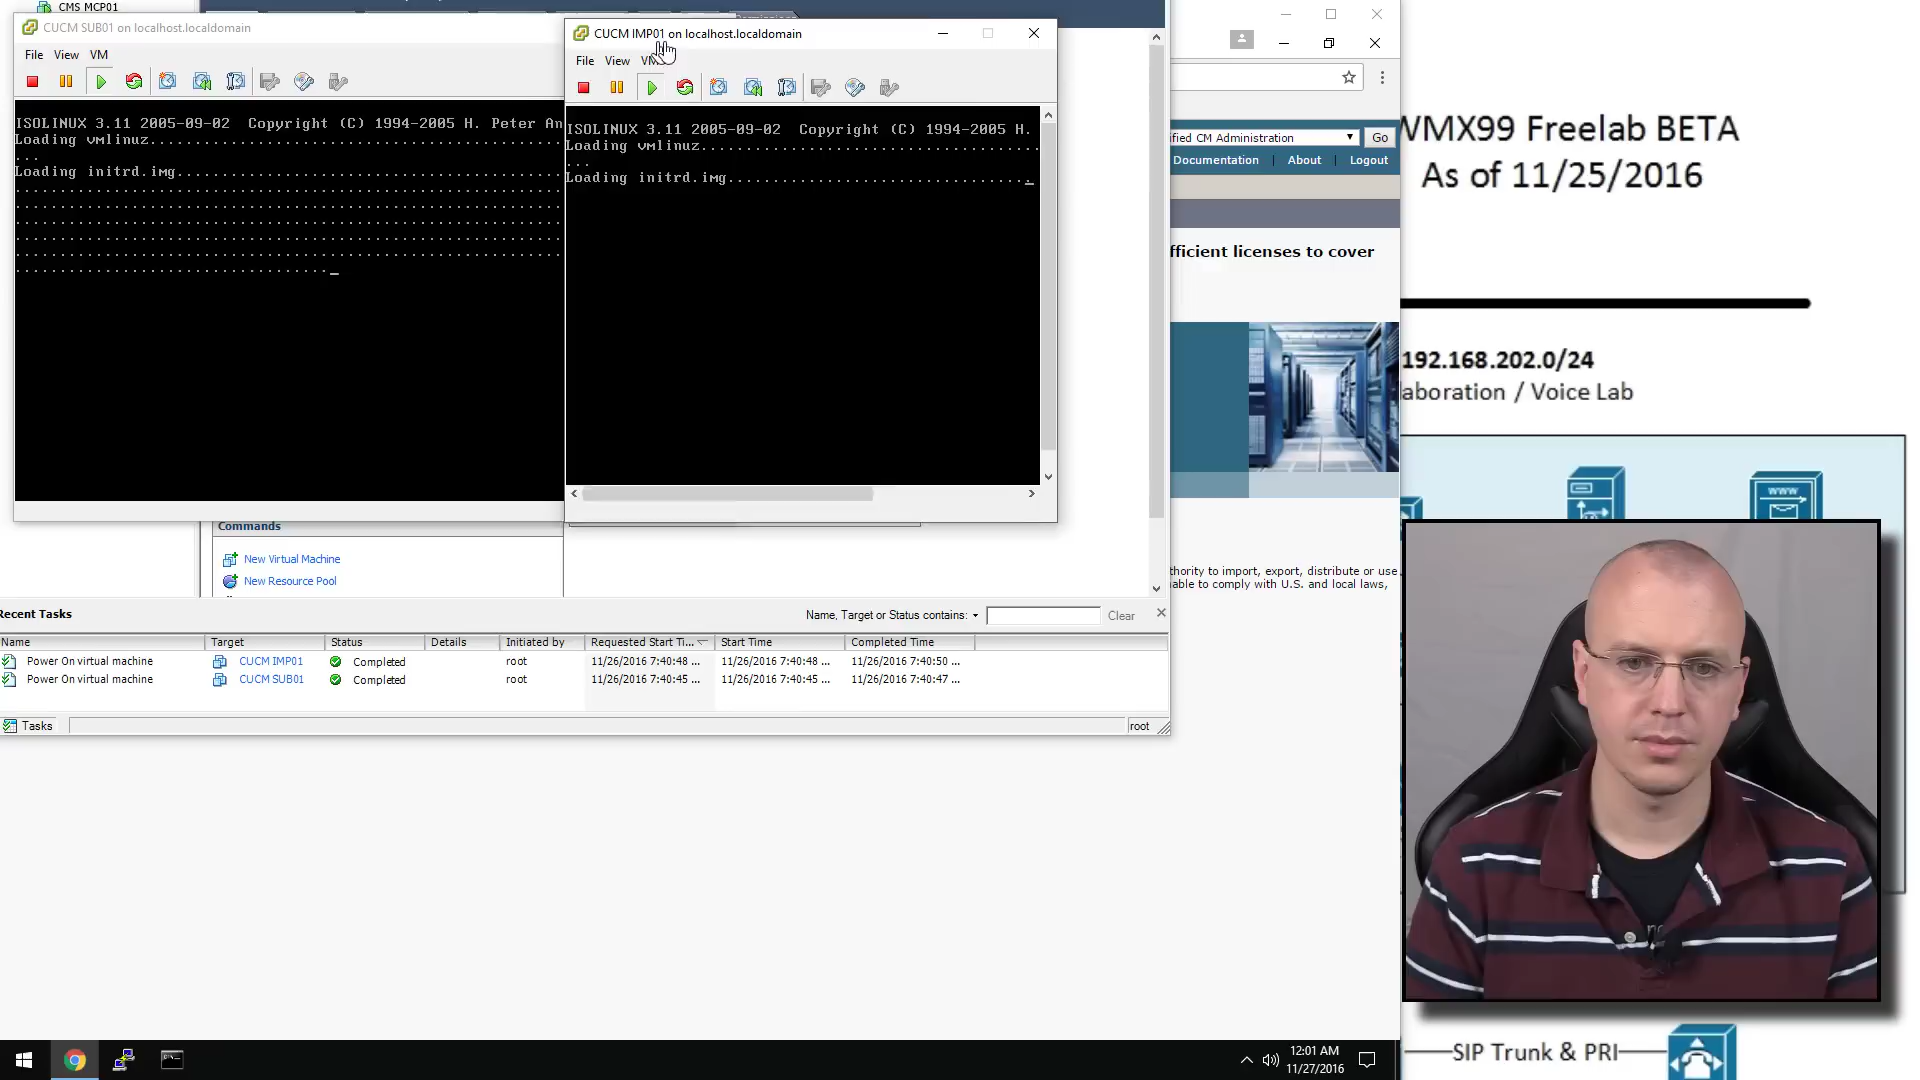 CMS MCP01
CUCM SUB01 on localhost.localdomain
File View VM
ISOLINUX 3.11 2005-09-02 Copyright (C) 1994-2005 H. Peter An
Loading vmlinuz..................................................
...
Loading initrd.img
CUCM IMP01 on localhost.localdomain
File View VM
ISOLINUX 3.11 2005-09-02 Copyright (C) 1994-2005 H.
Loading vmlinuz
...
Loading initrd.img
ified CM Administration
Go
Documentation | About | Logout
fficient licenses to cover
thority to import, export, distribute or use
able to comply with U.S. and local laws,
WMX99 Freelab BETA
As of 11/25/2016
192.168.202.0/24
aboration / Voice Lab
www
Commands
New Virtual Machine
New Resource Pool
Recent Tasks
Name, Target or Status contains:
Clear
Name Target Status Details Initiated by Requested Start Ti... Start Time Completed Time
Power On virtual machine CUCM IMP01 Completed root 11/26/2016 7:40:48 ... 11/26/2016 7:40:48 ... 11/26/2016 7:40:50 ...
Power On virtual machine CUCM SUB01 Completed root 11/26/2016 7:40:45 ... 11/26/2016 7:40:45 ... 11/26/2016 7:40:47 ...
Tasks
root
SIP Trunk & PRI
12:01 AM
11/27/2016